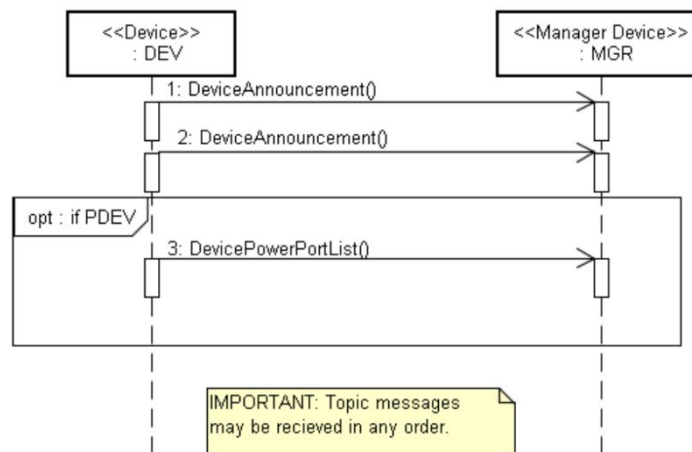 <<Device>>
: DEV
<<Manager Device>>
: MGR
1: DeviceAnnouncement()
2: DeviceAnnouncement()
opt : if PDEV
3: DevicePowerPortList()
IMPORTANT: Topic messages
may be recieved in any order.